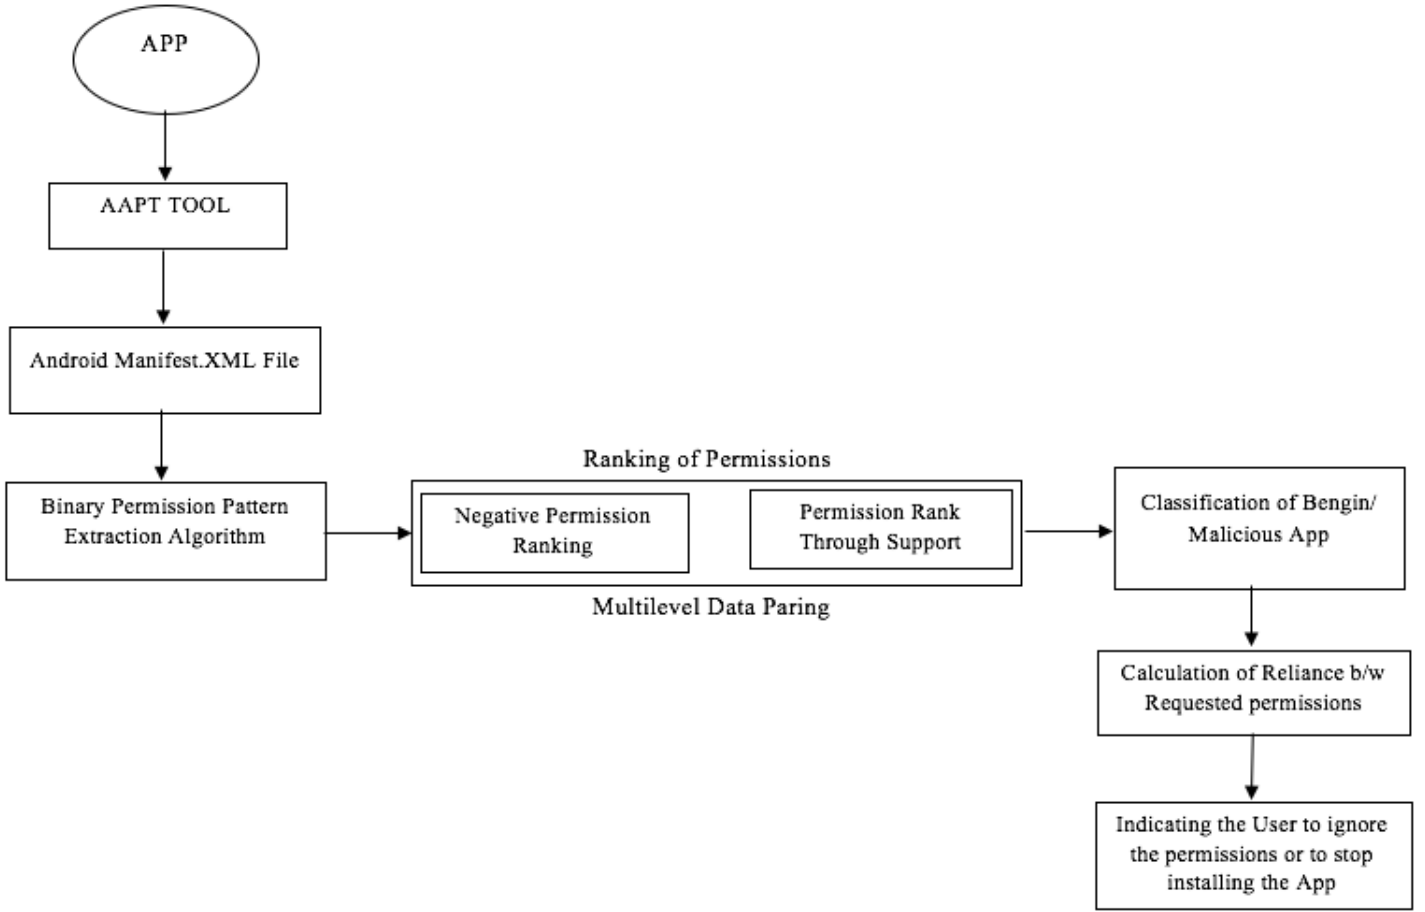 APP
AAPT TOOL
Android Manifest.XML File
Binary Permission Pattern
Extraction Algorithm
Ranking of Permissions
Negative Permission
Ranking
Permission Rank
Through Support
Multilevel Data Paring
Classification of Bengin/
Malicious App
Calculation of Reliance b/w
Requested permissions
Indicating the User to ignore
the permissions or to stop
installing the App